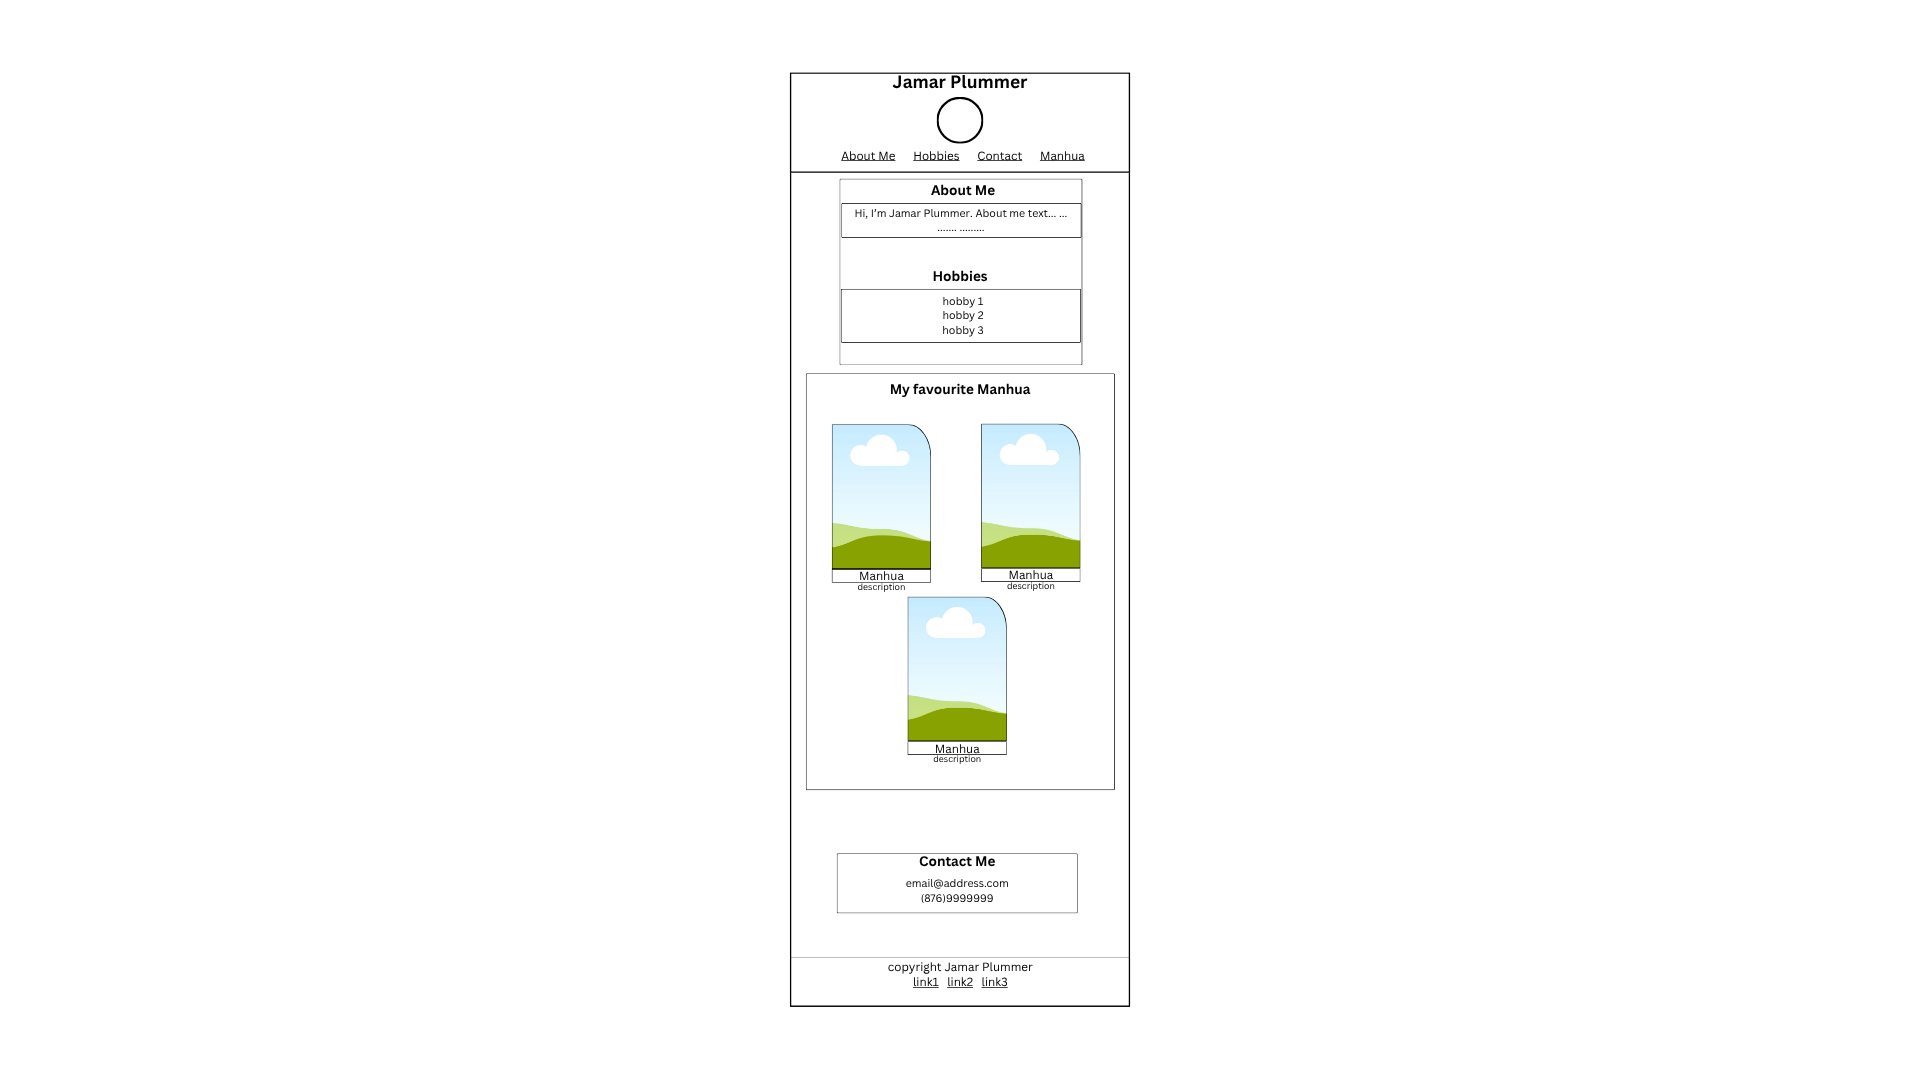 Jamar Plummer
About Me Hobbies Contact Manhua
About Me
Hi, I’m Jamar Plummer. About me text... ...
....... .........
Hobbies
hobby 1
hobby 2
hobby 3
My favourite Manhua
Manhua
description
Manhua
description
Manhua
description
Contact Me
email@address.com
(876)9999999
copyright Jamar Plummer
link1 link2 link3